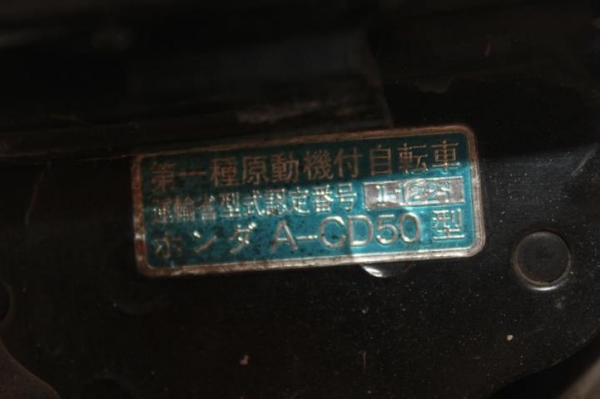 第一種原動機付自転車
運輸省型式認定番号
ホンダ A-CD50 型